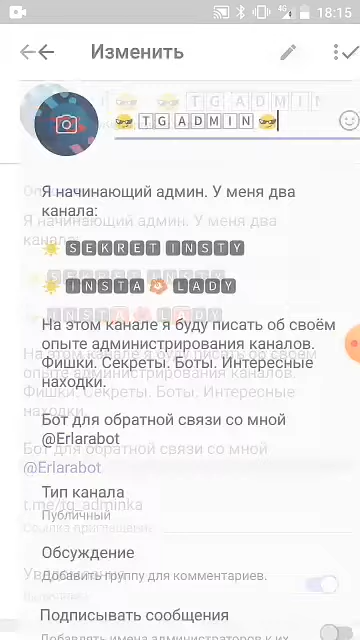 4G 18:15
Изменить
😎 🅃🄶🄰🄳🄼🄸🄽 😎
Я начинающий админ. У меня два
канала:
☀️ 🆂🅴🅺🆁🅴🆃 🅸🅽🆂🆃🆈
☀️ 🅸🅽🆂🆃🅰 🏵 🅻🅰🅳🆈
На этом канале я буду писать об своём
опыте администрирования каналов.
Фишки. Секреты. Боты. Интересные
находки.
Бот для обратной связи со мной
@Erlarabot
t.me/tg_adminka
Тип канала
Публичный
Обсуждение
Добавить группу для комментариев.
Подписывать сообщения
Добавлять имена администраторов к их